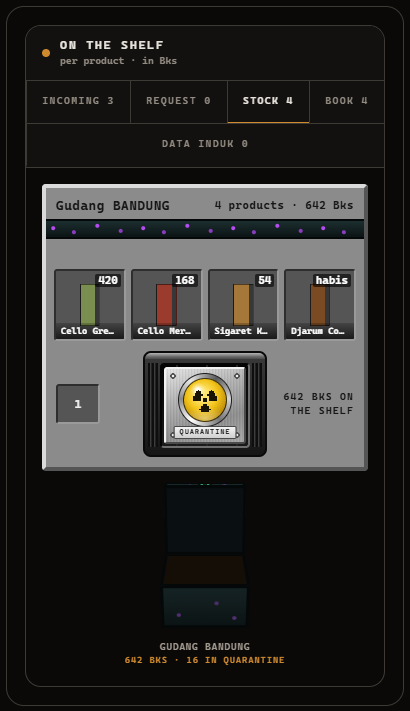 ON THE SHELF
per product · in Bks
INCOMING 3
REQUEST 0
STOCK 4
BOOK 4
DATA INDUK 0
Gudang BANDUNG
4 products · 642 Bks
420
168
54
habis
Cello Gre…
Cello Mer…
Sigaret K…
Djarum Co…
1
QUARANTINE
642 BKS ON
THE SHELF
GUDANG BANDUNG
642 BKS · 16 IN QUARANTINE